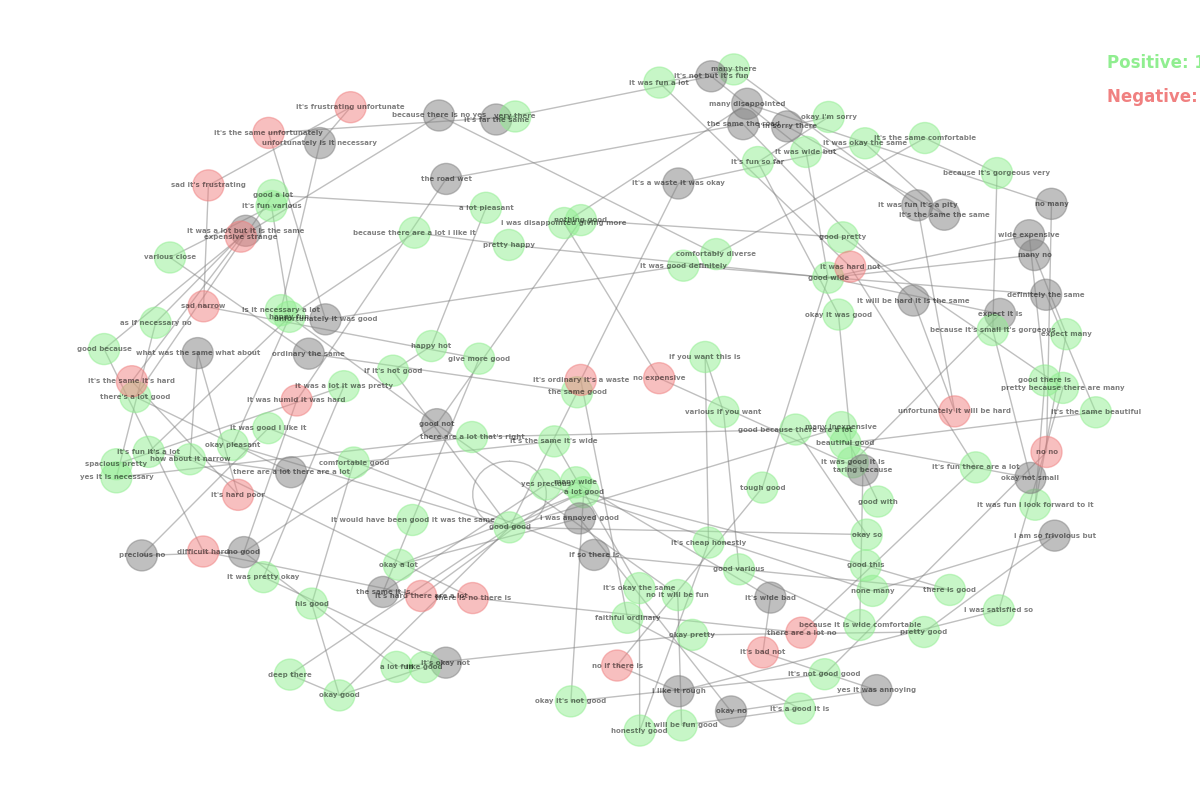 Positive: 1
Negative:
many there
it's not but it's fun
it was fun a lot
many disappointed
it's frustrating unfortunate
because there is no yes
very there
it's far the same
okay i'm sorry
the same the road
i'm sorry there
it's the same unfortunately
unfortunately it is necessary
it was okay the same
it's the same comfortable
it was wide but
it's fun so far
because it's gorgeous very
the road wet
it's a waste it was okay
sad it's frustrating
good a lot
it's fun various
a lot pleasant
it was fun it's a pity
no many
it's the same the same
nothing good
i was disappointed giving more
it was a lot but it is the same
expensive strange
because there are a lot i like it
pretty happy
good pretty
wide expensive
various close
comfortably diverse
many no
it was good definitely
it was hard not
good wide
sad narrow
it will be hard it is the same
definitely the same
is it necessary a lot
happy fun
unfortunately it was good
okay it was good
expect it is
as if necessary no
because it's small it's gorgeous
expect many
good because
what was the same what about
ordinary the same
happy hot
give more good
if you want this is
if it's hot good
it's the same it's hard
it's ordinary it's a waste
no expensive
good there is
it was a lot it was pretty
the same good
pretty because there are many
there's a lot good
it was humid it was hard
various if you want
unfortunately it will be hard
it's the same beautiful
good not
it was good i like it
there are a lot that's right
good because there are a lot
many inexpensive
okay pleasant
it's the same it's wide
beautiful good
it's fun it's a lot
how about it narrow
spacious pretty
comfortable good
it was good it is
taring because
it's fun there are a lot
no no
there are a lot there are a lot
yes it is necessary
okay not small
yes precious
many wide
a lot good
tough good
it's hard poor
good with
it was fun i look forward to it
it would have been good it was the same
i was annoyed good
good good
okay so
i am so frivolous but
it's cheap honestly
precious no
difficult hard
no good
if so there is
okay a lot
good this
good various
it was pretty okay
the same it is
it's hard there are a lot
there is no there is
it's okay the same
no it will be fun
none many
there is good
his good
it's wide bad
faithful ordinary
i was satisfied so
because it is wide comfortable
there are a lot no
pretty good
okay pretty
it's bad not
a lot fun
like good
it's okay hot
no if there is
it's not good good
deep there
okay good
okay it's not good
i like it rough
yes it was annoying
okay no
it's a good it is
honestly good
it will be fun good